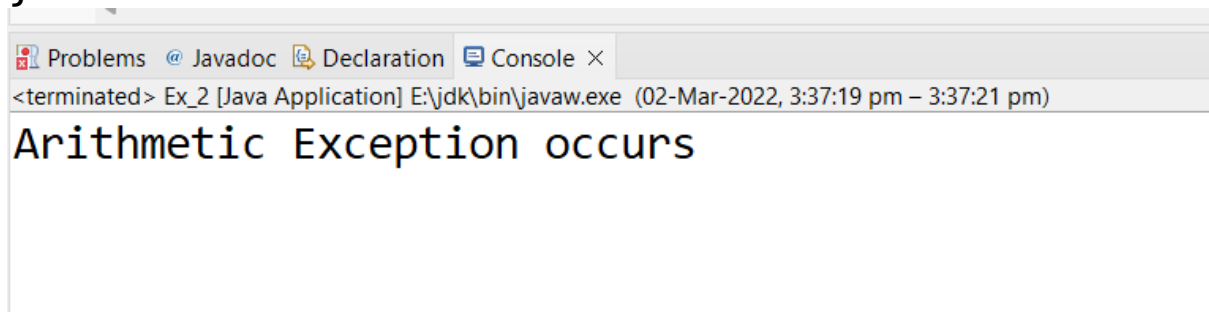 Problems @ Javadoc Declaration Console ×
<terminated> Ex_2 [Java Application] E:\jdk\bin\javaw.exe (02-Mar-2022, 3:37:19 pm – 3:37:21 pm)
Arithmetic Exception occurs